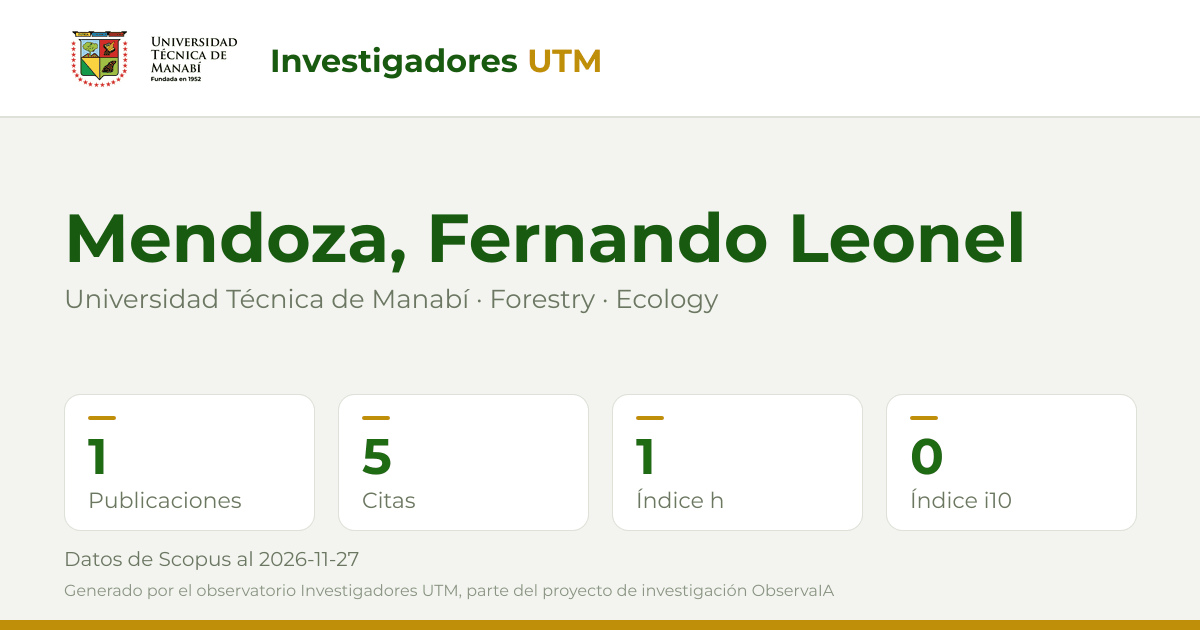 UNIVERSIDAD
TÉCNICA DE
MANABÍ
Fundada en 1952
Investigadores UTM
Mendoza, Fernando Leonel
Universidad Técnica de Manabí · Forestry · Ecology
1
Publicaciones
5
Citas
1
Índice h
0
Índice i10
Datos de Scopus al 2026-11-27
Generado por el observatorio Investigadores UTM, parte del proyecto de investigación ObservaIA